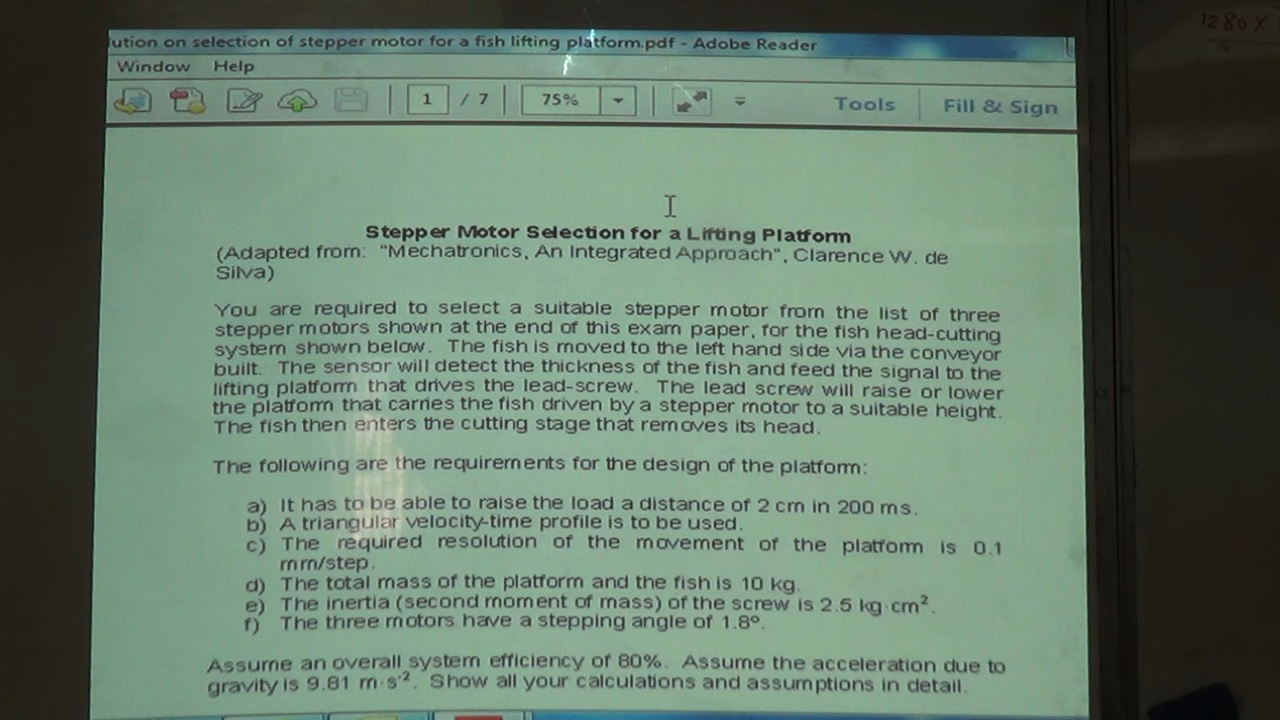 1280 X
ution on selection of stepper motor for a fish lifting platform.pdf - Adobe Reader
Window Help
1 / 7 75% Tools Fill & Sign
Stepper Motor Selection for a Lifting Platform
(Adapted from: "Mechatronics, An Integrated Approach", Clarence W. de
Silva)
You are required to select a suitable stepper motor from the list of three
stepper motors shown at the end of this exam paper, for the fish head-cutting
system shown below. The fish is moved to the left hand side via the conveyor
built. The sensor will detect the thickness of the fish and feed the signal to the
lifting platform that drives the lead-screw. The lead screw will raise or lower
the platform that carries the fish driven by a stepper motor to a suitable height.
The fish then enters the cutting stage that removes its head.
The following are the requirements for the design of the platform:
a) It has to be able to raise the load a distance of 2 cm in 200 ms.
b) A triangular velocity-time profile is to be used.
c) The required resolution of the movement of the platform is 0.1
mm/step.
d) The total mass of the platform and the fish is 10 kg.
e) The inertia (second moment of mass) of the screw is 2.5 kg·cm².
f) The three motors have a stepping angle of 1.8º.
Assume an overall system efficiency of 80%. Assume the acceleration due to
gravity is 9.81 m·s⁻². Show all your calculations and assumptions in detail.